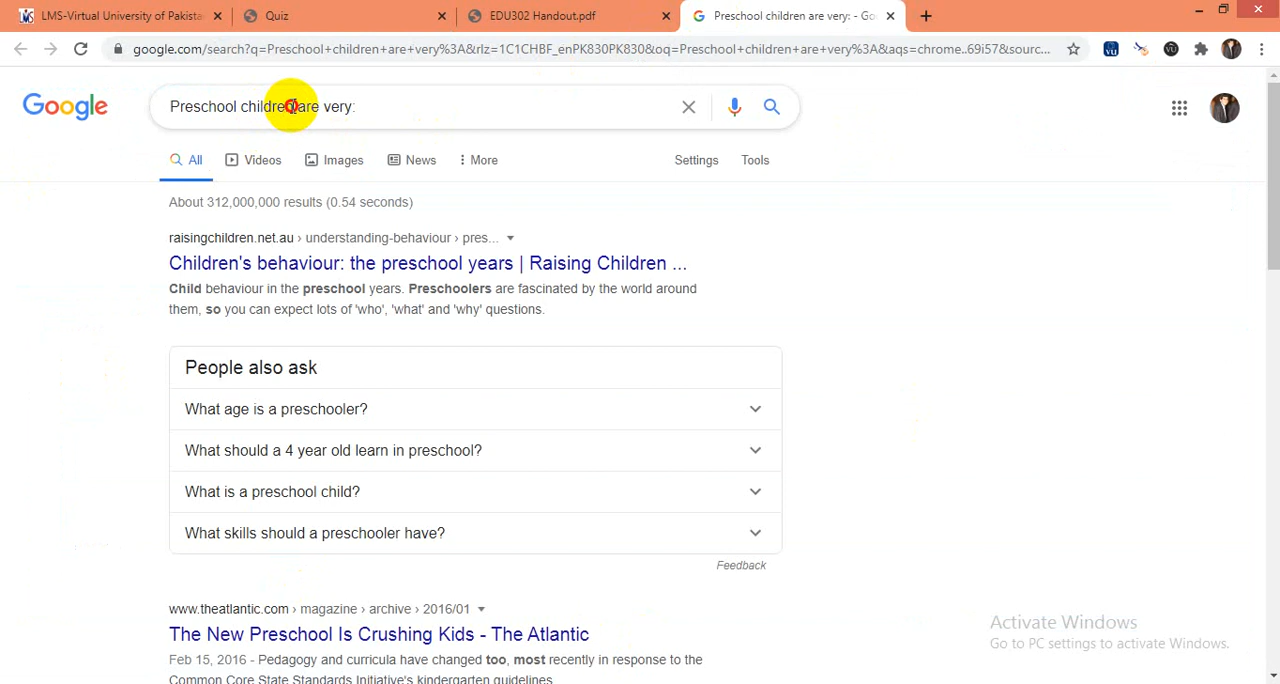 LMS-Virtual University of Pakista
Quiz
EDU302 Handout.pdf
Preschool children are very: - Go
google.com/search?q=Preschool+children+are+very%3A&rlz=1C1CHBF_enPK830PK830&oq=Preschool+children+are+very%3A&aqs=chrome..69i57&sourc...
Google
Preschool children are very:
All
Videos
Images
News
More
Settings
Tools
About 312,000,000 results (0.54 seconds)
raisingchildren.net.au › understanding-behaviour › pres...
Children's behaviour: the preschool years | Raising Children ...
Child behaviour in the preschool years. Preschoolers are fascinated by the world around
them, so you can expect lots of 'who', 'what' and 'why' questions.
People also ask
What age is a preschooler?
What should a 4 year old learn in preschool?
What is a preschool child?
What skills should a preschooler have?
Feedback
www.theatlantic.com › magazine › archive › 2016/01
The New Preschool Is Crushing Kids - The Atlantic
Feb 15, 2016 - Pedagogy and curricula have changed too, most recently in response to the
Common Core State Standards Initiative's kindergarten guidelines
Activate Windows
Go to PC settings to activate Windows.